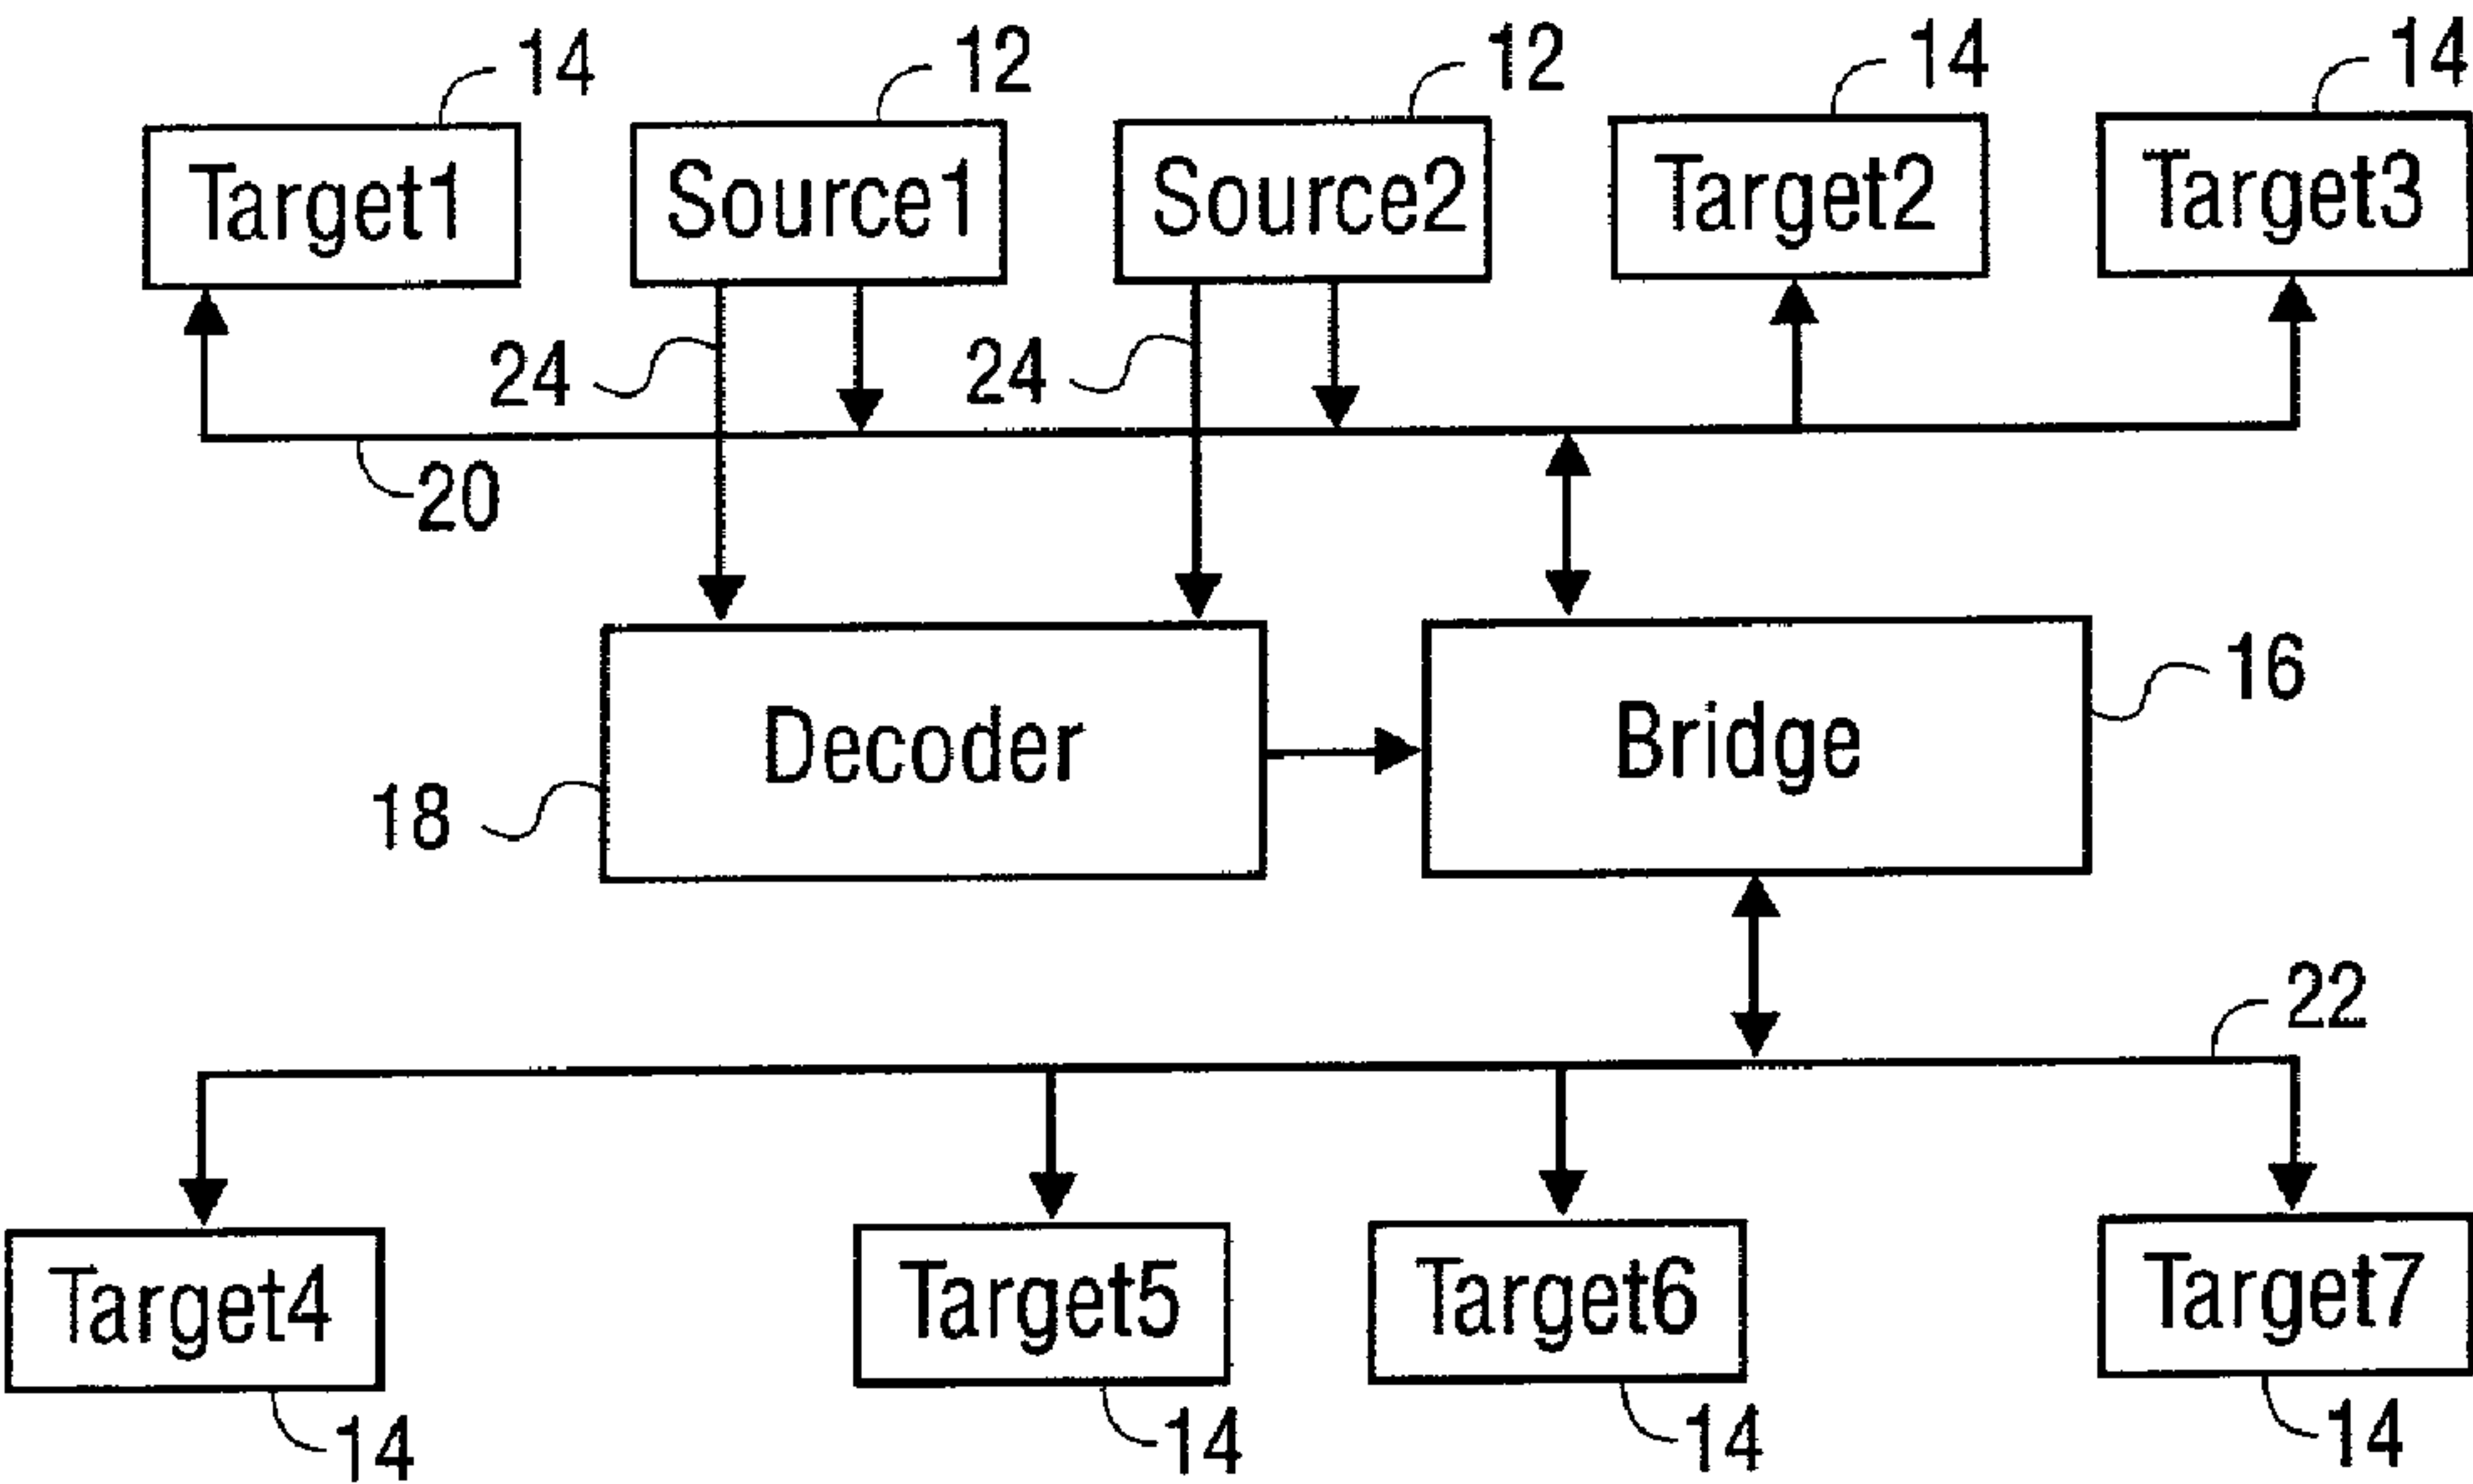 14 12 12 14 14
Target1 Source1 Source2 Target2 Target3
24 24
20
Decoder Bridge 16
18
22
Target4 Target5 Target6 Target7
14 14 14 14